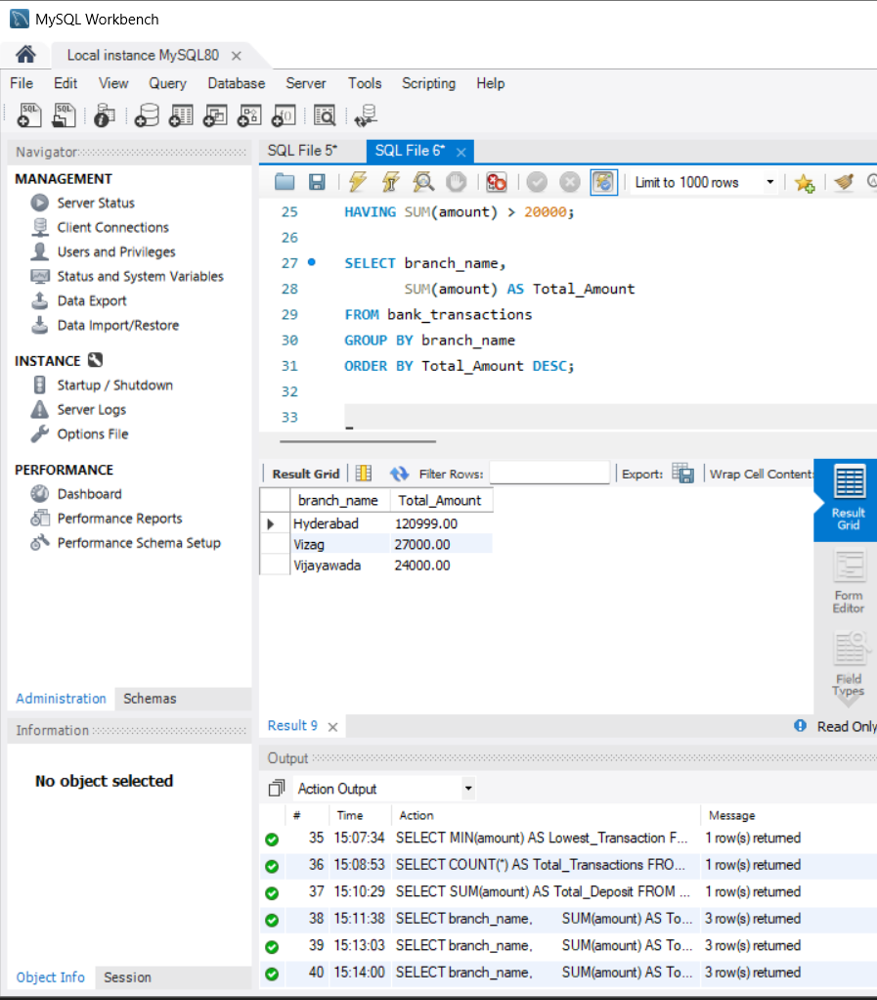 MySQL Workbench
Local instance MySQL80
File Edit View Query Database Server Tools Scripting Help
Navigator
SQL File 5* SQL File 6*
MANAGEMENT
Server Status
Client Connections
Users and Privileges
Status and System Variables
Data Export
Data Import/Restore
INSTANCE
Startup / Shutdown
Server Logs
Options File
PERFORMANCE
Dashboard
Performance Reports
Performance Schema Setup
Administration Schemas
Information
No object selected
Object Info Session
Limit to 1000 rows
25 HAVING SUM(amount) > 20000;
26
27 SELECT branch_name,
28 SUM(amount) AS Total_Amount
29 FROM bank_transactions
30 GROUP BY branch_name
31 ORDER BY Total_Amount DESC;
32
33
Result Grid Filter Rows: Export: Wrap Cell Content:
branch_name Total_Amount
Hyderabad 120999.00
Vizag 27000.00
Vijayawada 24000.00
Result Grid
Form Editor
Field Types
Result 9 Read Only
Output
Action Output
# Time Action Message
35 15:07:34 SELECT MIN(amount) AS Lowest_Transaction F... 1 row(s) returned
36 15:08:53 SELECT COUNT(*) AS Total_Transactions FRO... 1 row(s) returned
37 15:10:29 SELECT SUM(amount) AS Total_Deposit FROM ... 1 row(s) returned
38 15:11:38 SELECT branch_name, SUM(amount) AS To... 3 row(s) returned
39 15:13:03 SELECT branch_name, SUM(amount) AS To... 3 row(s) returned
40 15:14:00 SELECT branch_name, SUM(amount) AS To... 3 row(s) returned